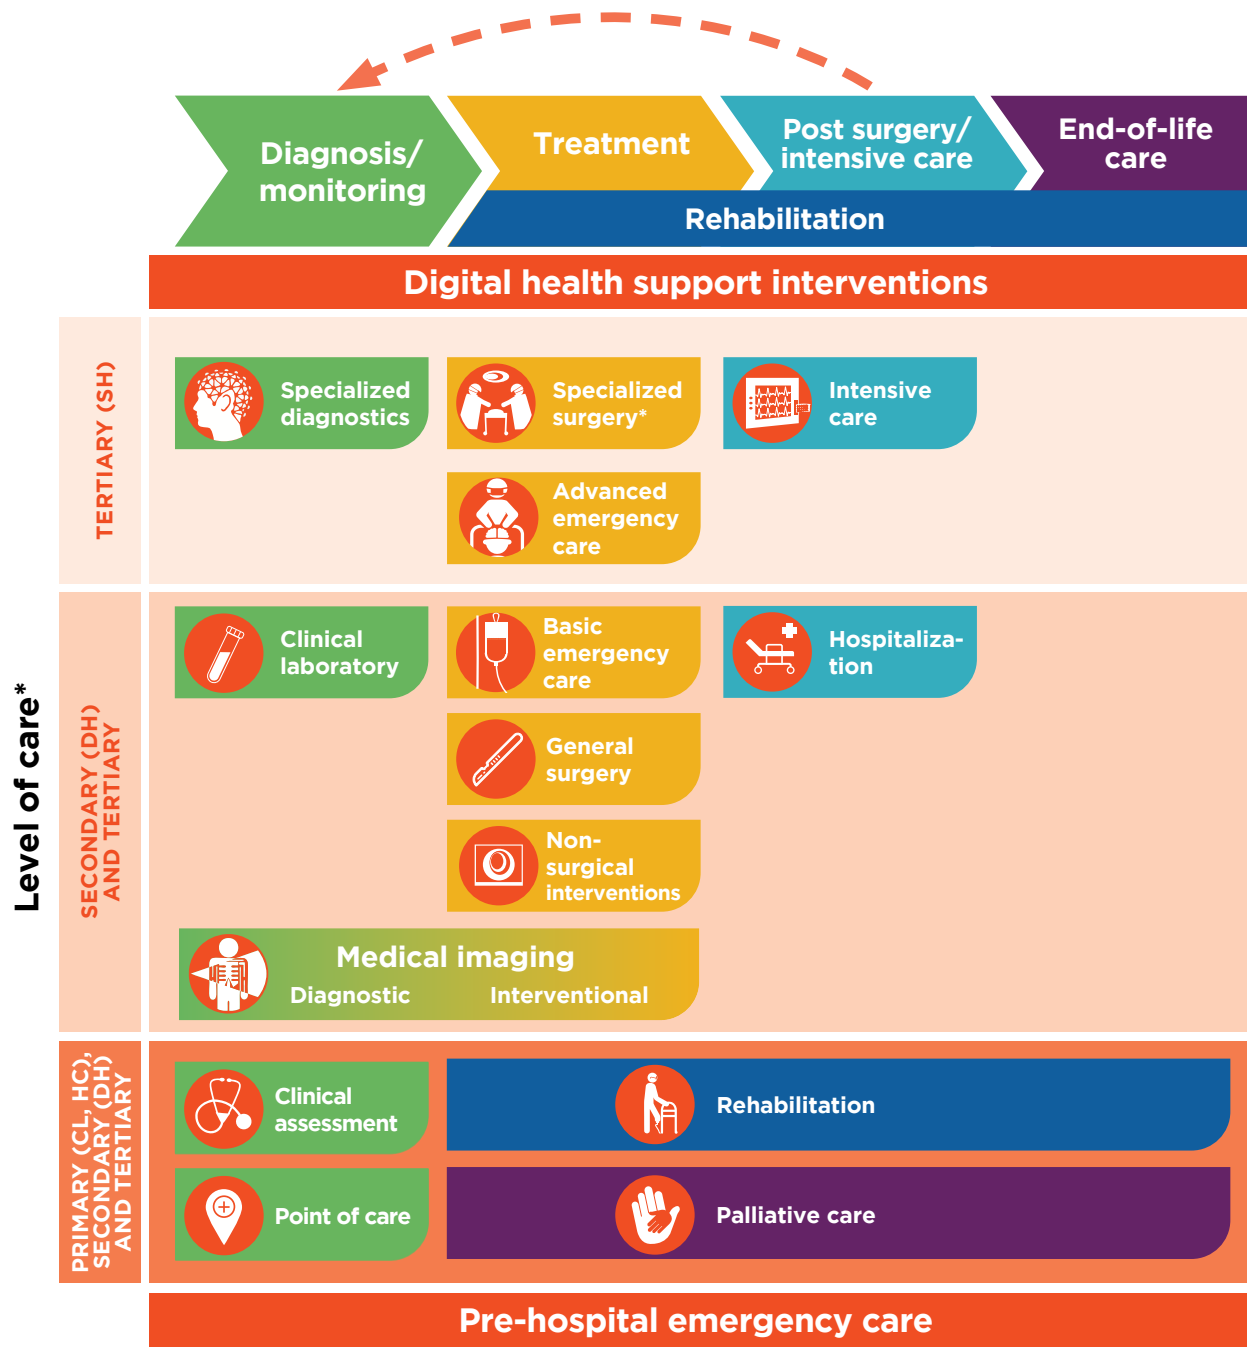 Diagnosis/
monitoring
Treatment
Post surgery/
intensive care
End-of-life
care
Rehabilitation
Digital health support interventions
Level of care*
TERTIARY (SH)
Specialized
diagnostics
Specialized
surgery*
Intensive
care
Advanced
emergency
care
SECONDARY (DH)
AND TERTIARY
Clinical
laboratory
Basic
emergency
care
Hospitaliza-
tion
General
surgery
Non-
surgical
interventions
Medical imaging
Diagnostic
Interventional
PRIMARY (CL, HC),
SECONDARY (DH)
AND TERTIARY
Clinical
assessment
Rehabilitation
Point of care
Palliative care
Pre-hospital emergency care